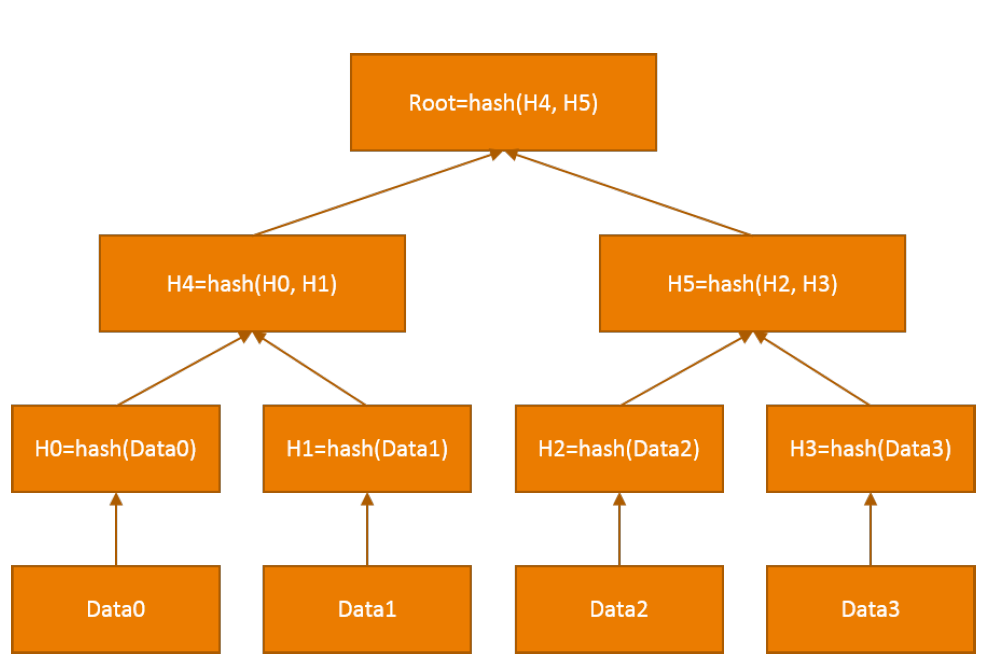 Root=hash(H4, H5)
H4=hash(H0, H1)
H5=hash(H2, H3)
H0=hash(Data0)
H1=hash(Data1)
H2=hash(Data2)
H3=hash(Data3)
Data0
Data1
Data2
Data3